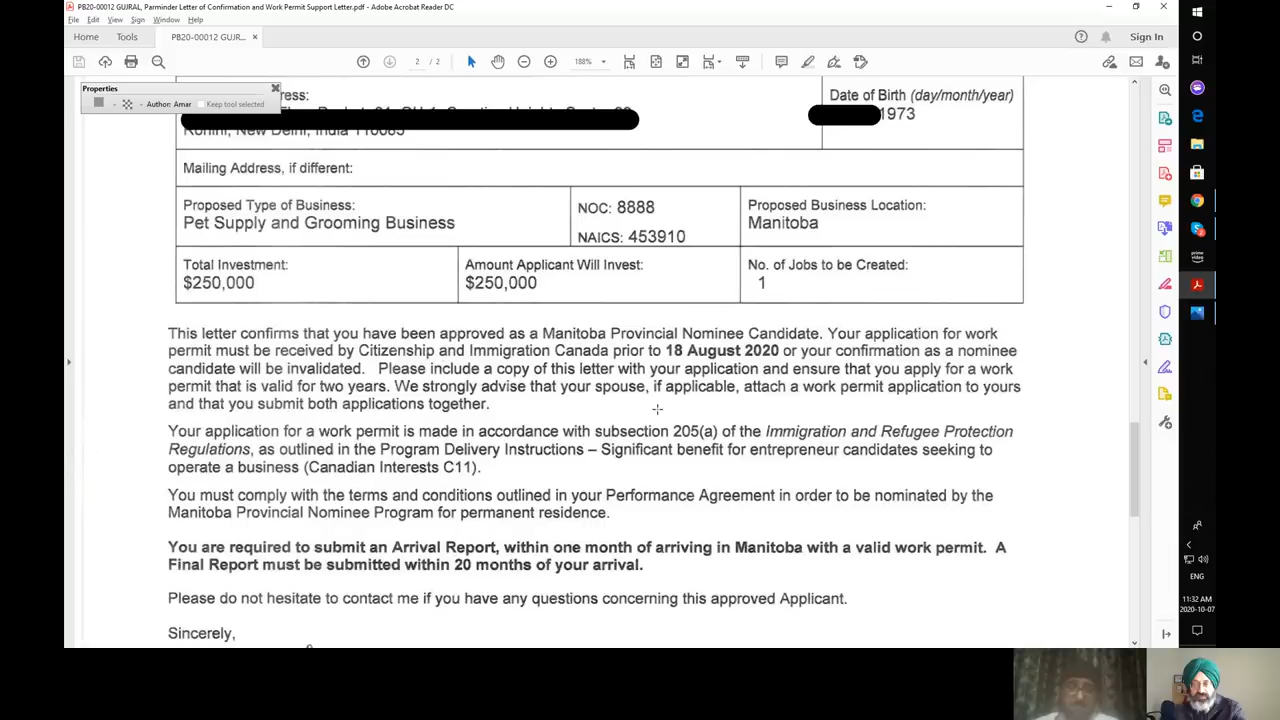 PB20-00012 GUJRAL, Parminder Letter of Confirmation and Work Permit Support Letter.pdf - Adobe Acrobat Reader DC
File Edit View Sign Window Help
Home Tools PB20-00012 GUJR... ×
Sign In
2 / 2
188%
Properties
Author: Amar Keep tool selected
Date of Birth (day/month/year)
1973
Rohini, New Delhi, India 110085
Mailing Address, if different:
Proposed Type of Business:
Pet Supply and Grooming Business
NOC: 8888
NAICS: 453910
Proposed Business Location:
Manitoba
Total Investment:
$250,000
Amount Applicant Will Invest:
$250,000
No. of Jobs to be Created:
1
This letter confirms that you have been approved as a Manitoba Provincial Nominee Candidate. Your application for work
permit must be received by Citizenship and Immigration Canada prior to 18 August 2020 or your confirmation as a nominee
candidate will be invalidated. Please include a copy of this letter with your application and ensure that you apply for a work
permit that is valid for two years. We strongly advise that your spouse, if applicable, attach a work permit application to yours
and that you submit both applications together.
Your application for a work permit is made in accordance with subsection 205(a) of the Immigration and Refugee Protection
Regulations, as outlined in the Program Delivery Instructions – Significant benefit for entrepreneur candidates seeking to
operate a business (Canadian Interests C11).
You must comply with the terms and conditions outlined in your Performance Agreement in order to be nominated by the
Manitoba Provincial Nominee Program for permanent residence.
You are required to submit an Arrival Report, within one month of arriving in Manitoba with a valid work permit. A
Final Report must be submitted within 20 months of your arrival.
Please do not hesitate to contact me if you have any questions concerning this approved Applicant.
Sincerely,
prime video
ENG
11:32 AM
2020-10-07